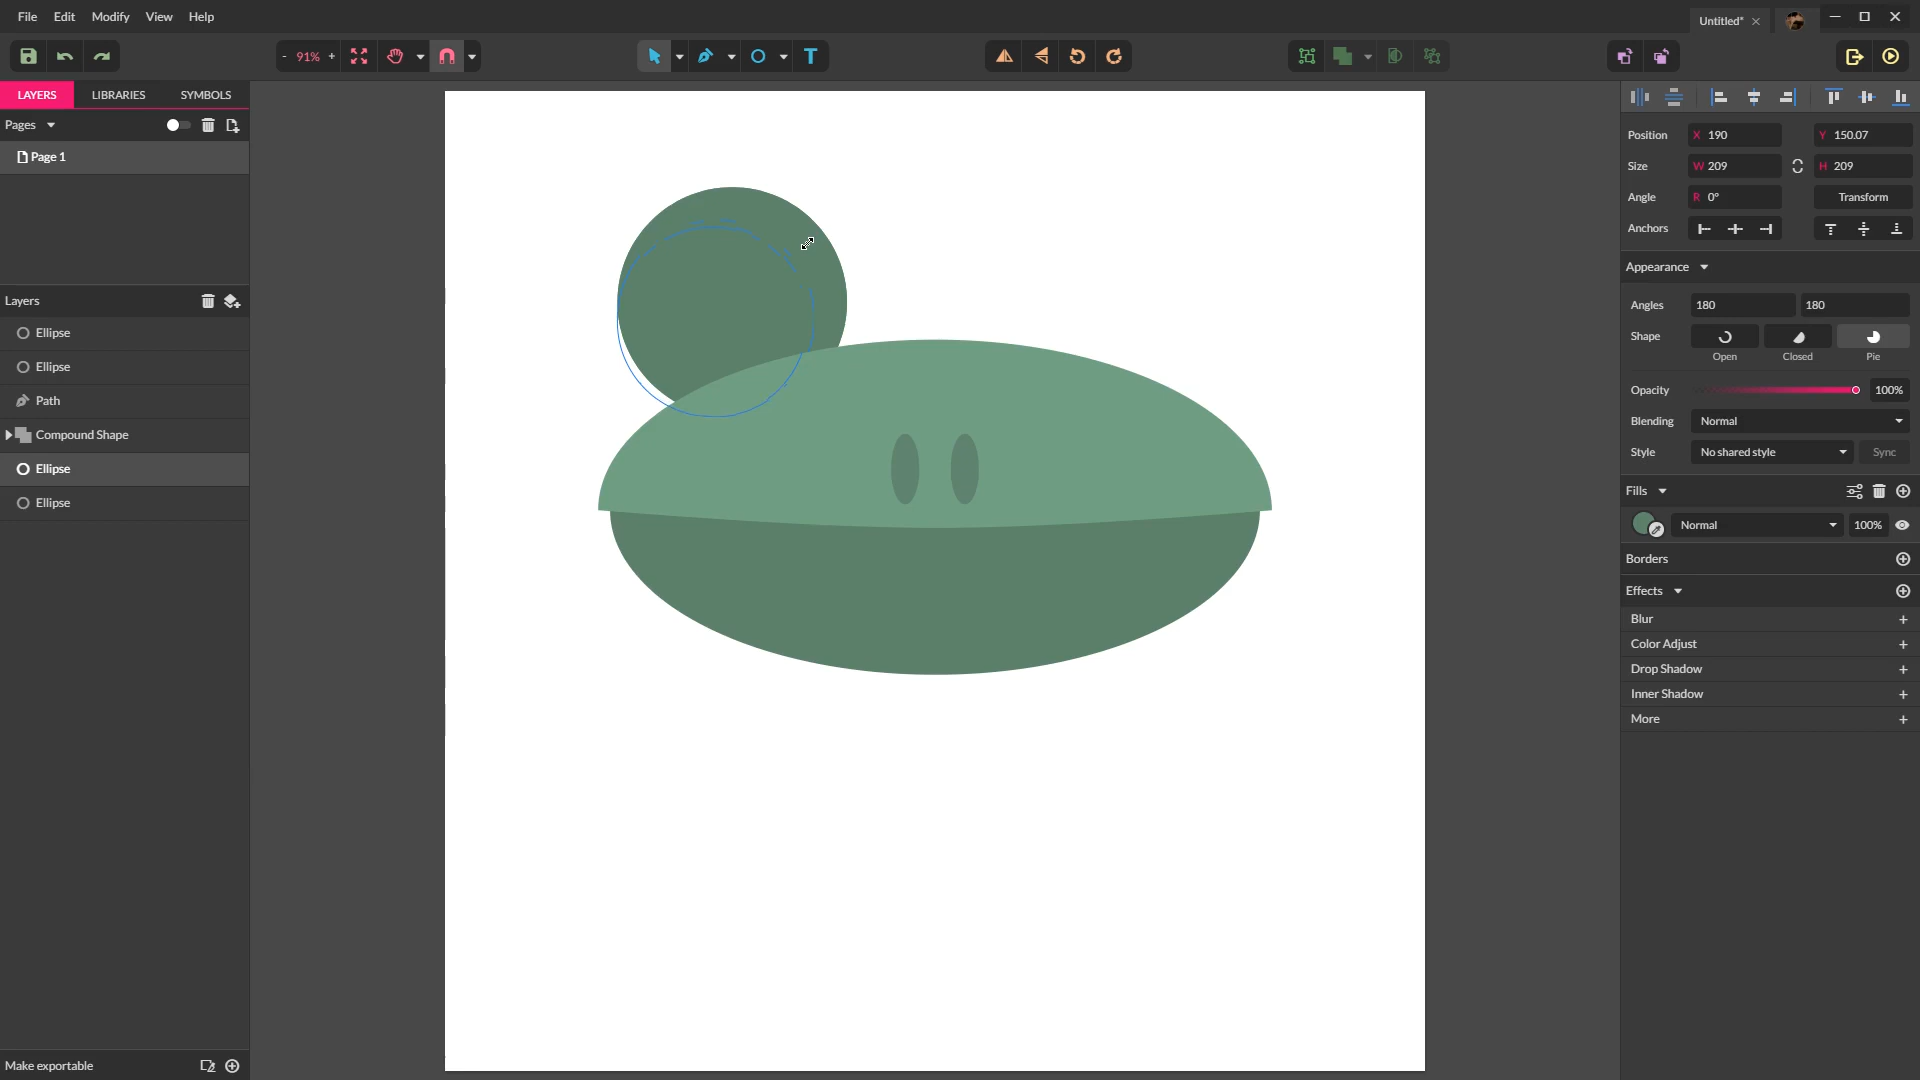 File Edit Modify View Help
Untitled*
- 91% +
T
LAYERS LIBRARIES SYMBOLS
Pages
Page 1
Layers
Ellipse
Ellipse
Path
Compound Shape
Ellipse
Ellipse
Make exportable
Position X 190 Y 150.07
Size W 209 H 209
Angle R 0° Transform
Anchors
Appearance
Angles 180 180
Shape
Open Closed Pie
Opacity 100%
Blending Normal
Style No shared style Sync
Fills
Normal 100%
Borders
Effects
Blur +
Color Adjust +
Drop Shadow +
Inner Shadow +
More +